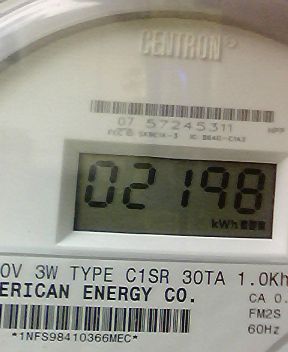 CENTRON®
07 57245311
02198
kWh
0V 3W TYPE C1SR 30TA 1.0Kh
ERICAN ENERGY CO.
CA 0.
FM2S
60Hz
*1NFS98410366MEC*